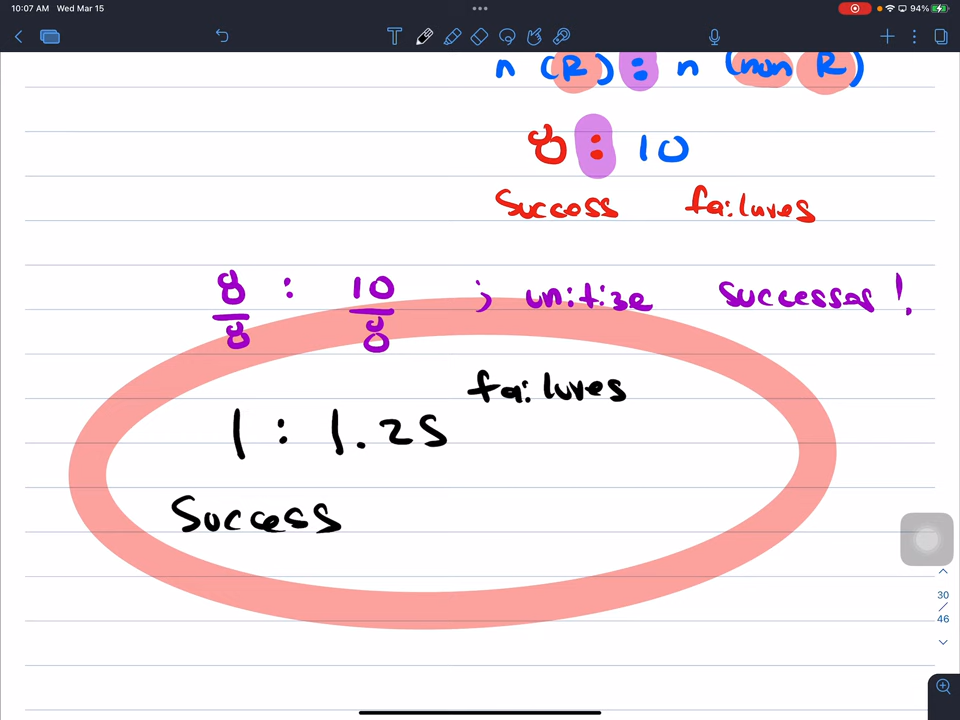 10:07 AM Wed Mar 15
94%
T
n (R) : n (non R)
8 : 10
Success failures
8/8 : 10/8 ; unitize successes!
failures
1 : 1.25
Success
30
/
46